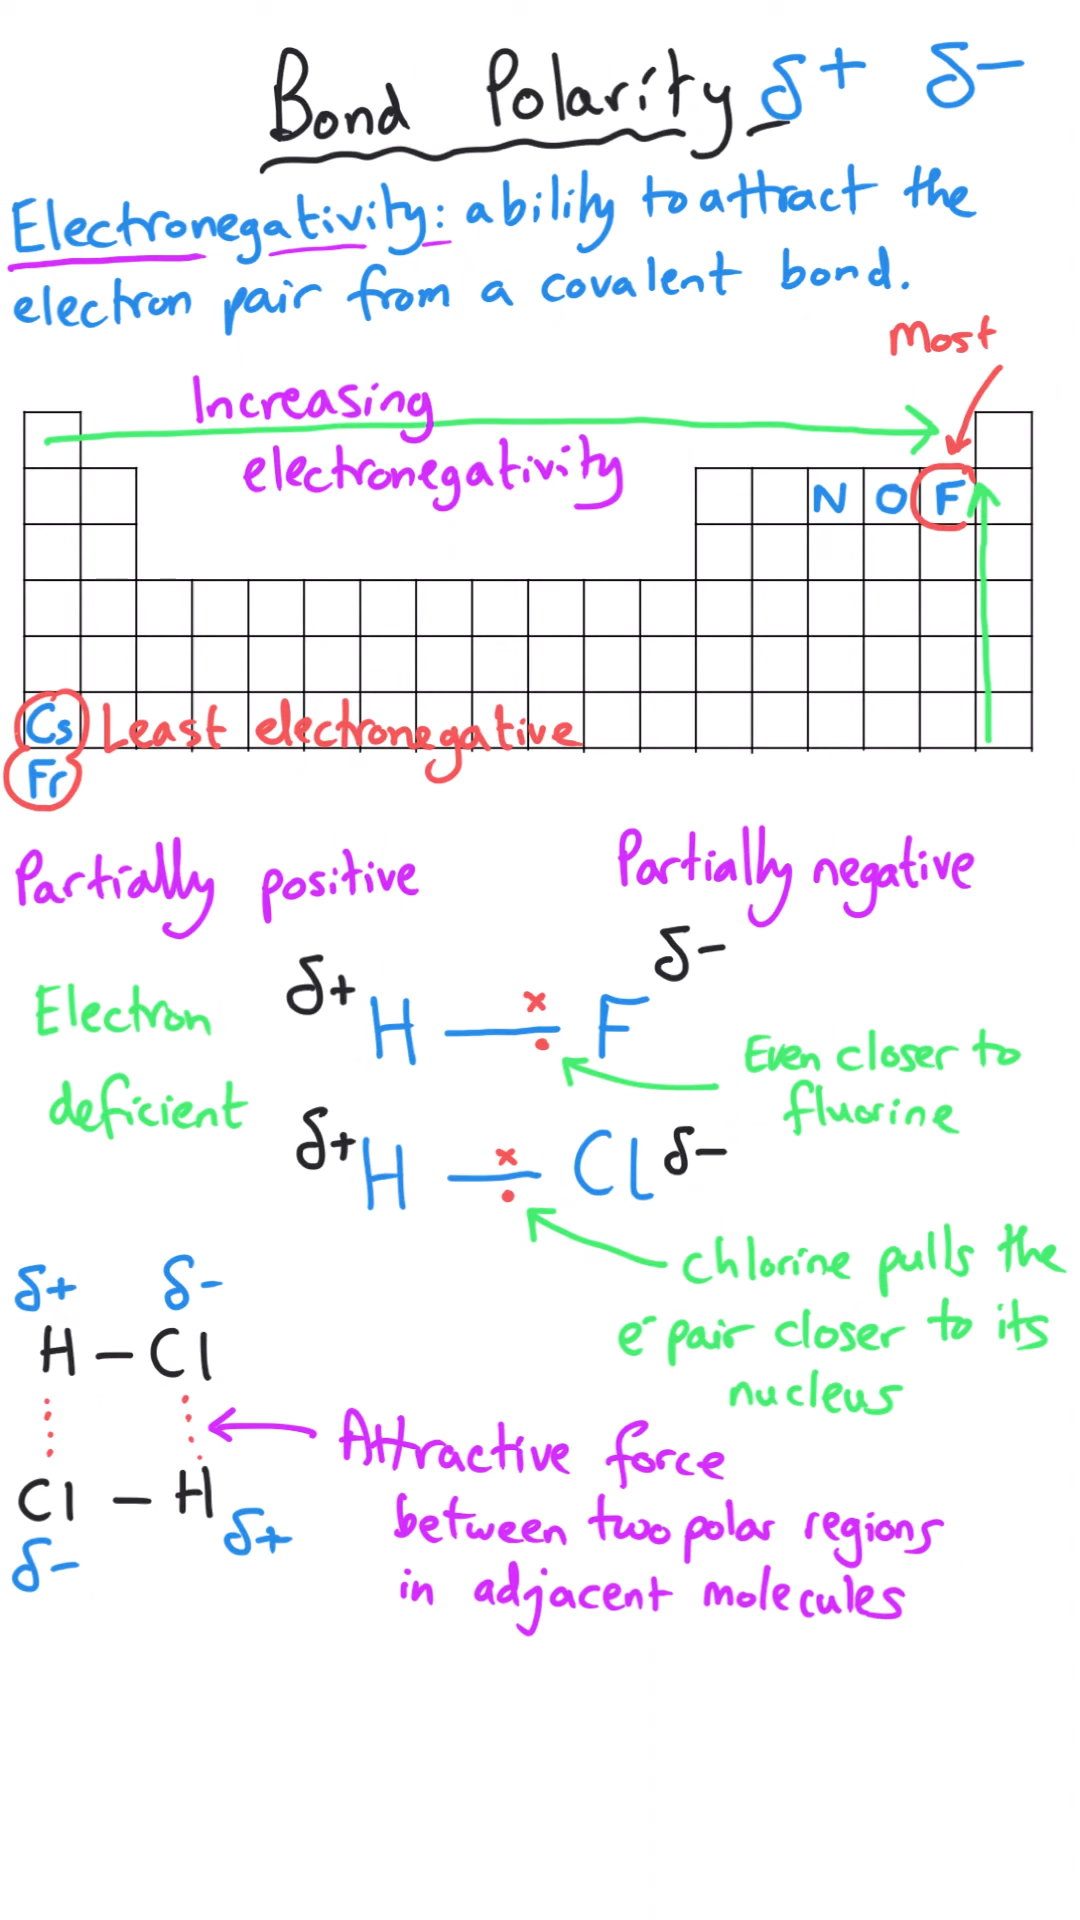 Bond Polarity δ+ δ-
Electronegativity: ability to attract the
electron pair from a covalent bond.
Most
Increasing
electronegativity
N O F
Cs Least electronegative
Fr
Partially positive Partially negative
δ-
δ+
Electron
H x F
Even closer to
fluorine
deficient
δ+ H x Cl δ-
chlorine pulls the
e- pair closer to its
nucleus
δ+ δ-
H - Cl
Attractive force
Cl - H
between two polar regions
δ- δ+
in adjacent molecules